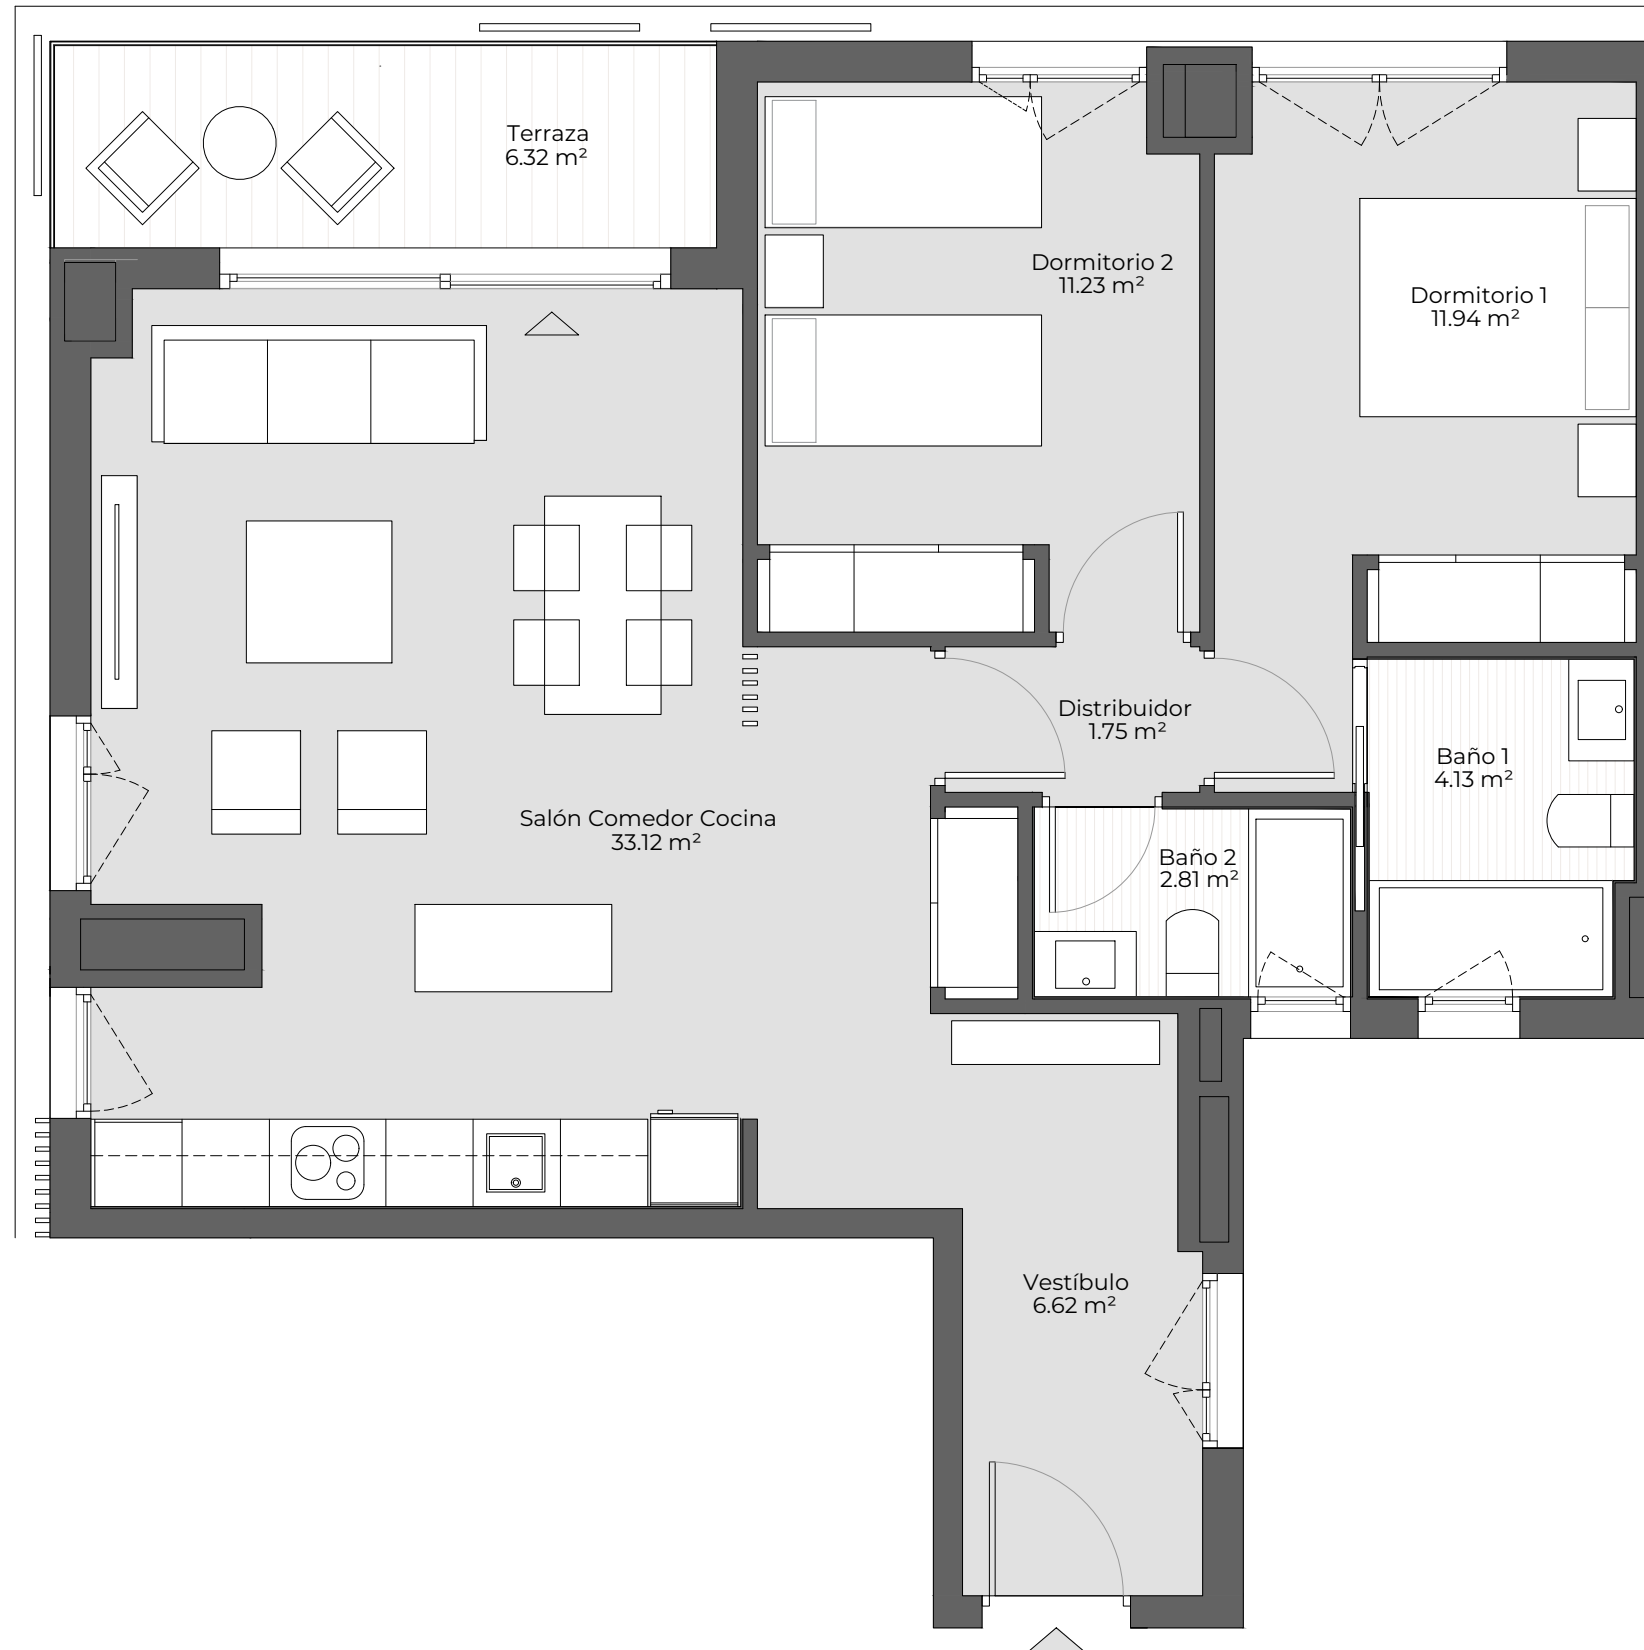 Terraza
6.32 m²
Dormitorio 2
11.23 m²
Dormitorio 1
11.94 m²
Distribuidor
1.75 m²
Baño 1
4.13 m²
Salón Comedor Cocina
33.12 m²
Baño 2
2.81 m²
Vestíbulo
6.62 m²